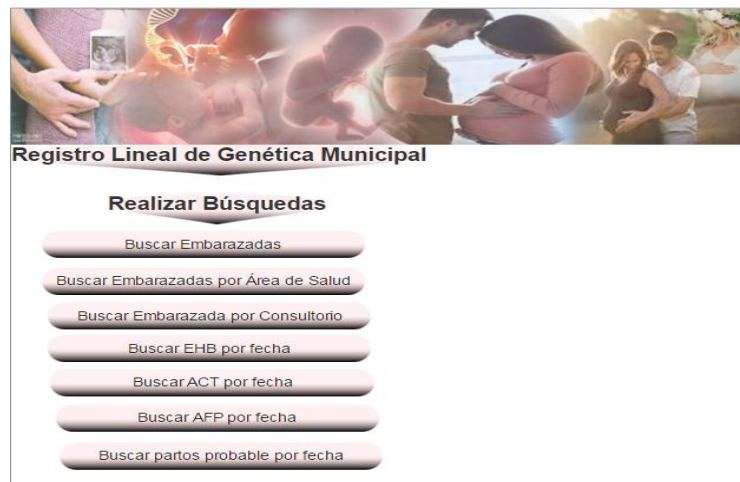 Registro Lineal de Genética Municipal
Realizar Búsquedas
Buscar Embarazadas
Buscar Embarazadas por Área de Salud
Buscar Embarazada por Consultorio
Buscar EHB por fecha
Buscar ACT por fecha
Buscar AFP por fecha
Buscar partos probable por fecha